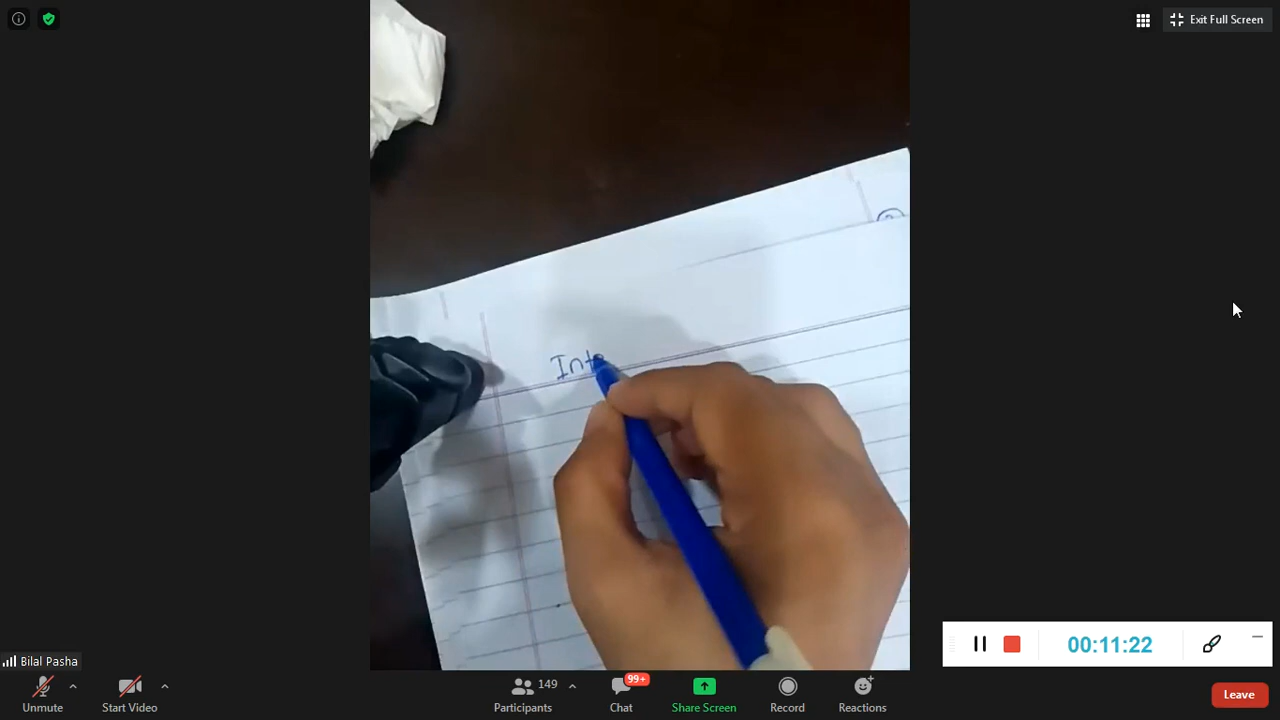 Exit Full Screen
Int
Bilal Pasha
00:11:22
149
99+
Unmute
Start Video
Participants
Chat
Share Screen
Record
Reactions
Leave